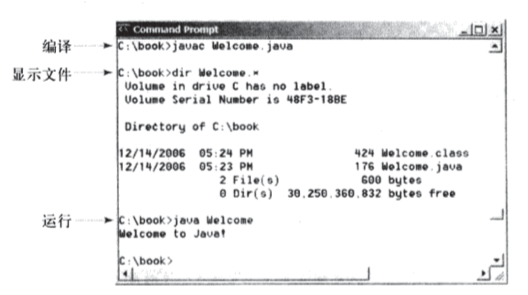 Command Prompt
编译 C:\book>javac Welcome.java
显示文件 C:\book>dir Welcome.*
Volume in drive C has no label.
Volume Serial Number is 48F3-18BE
Directory of C:\book
12/14/2006 05:24 PM 424 Welcome.class
12/14/2006 05:23 PM 176 Welcome.java
2 File(s) 600 bytes
0 Dir(s) 30,250,360,832 bytes free
运行 C:\book>java Welcome
Welcome to Java!
C:\book>